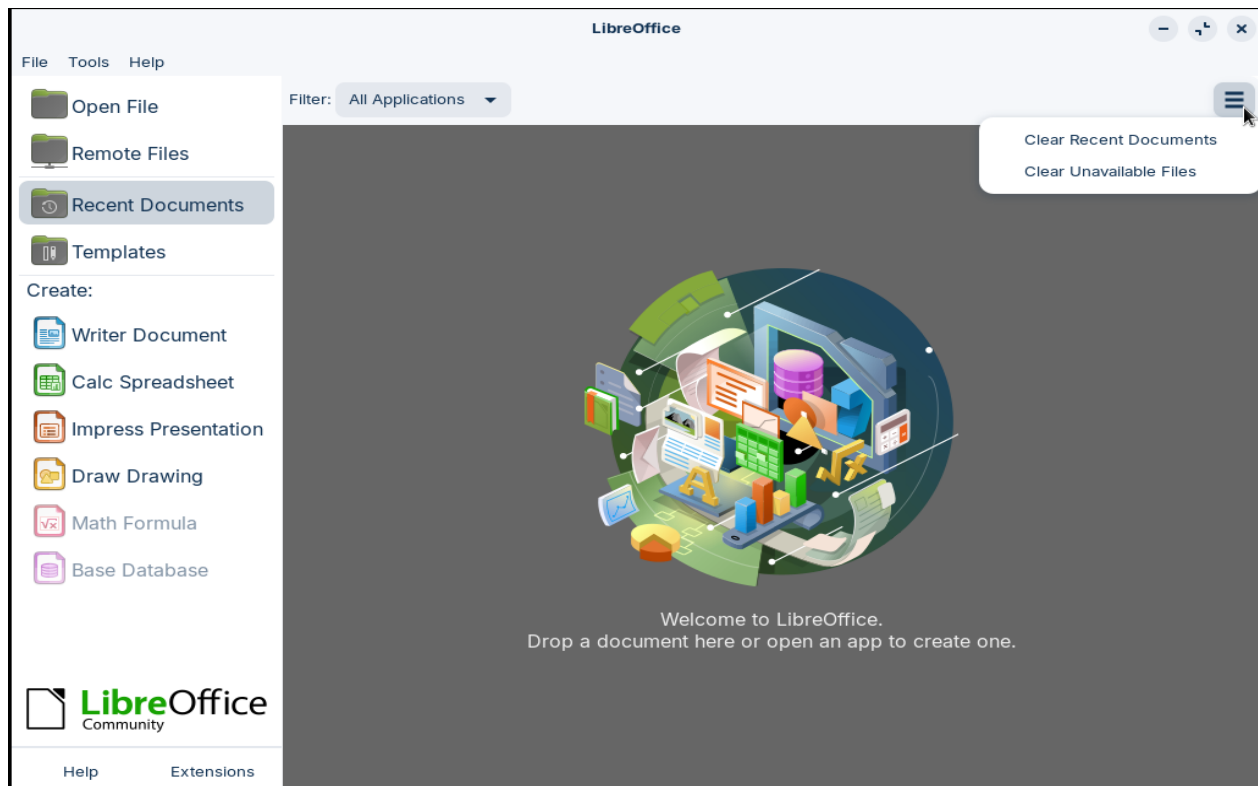 LibreOffice
File Tools Help
Open File
Remote Files
Recent Documents
Templates
Create:
Writer Document
Calc Spreadsheet
Impress Presentation
Draw Drawing
Math Formula
Base Database
LibreOffice
Community
Help Extensions
Filter: All Applications
Clear Recent Documents
Clear Unavailable Files
Welcome to LibreOffice.
Drop a document here or open an app to create one.